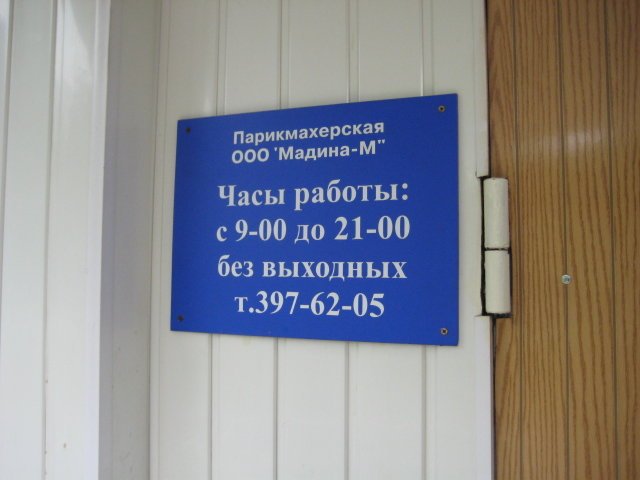 Парикмахерская
ООО "Мадина-М"
Часы работы:
с 9-00 до 21-00
без выходных
т.397-62-05